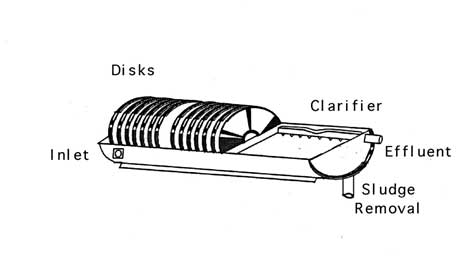 Disks
Clarifier
Inlet
Effluent
Sludge
Removal